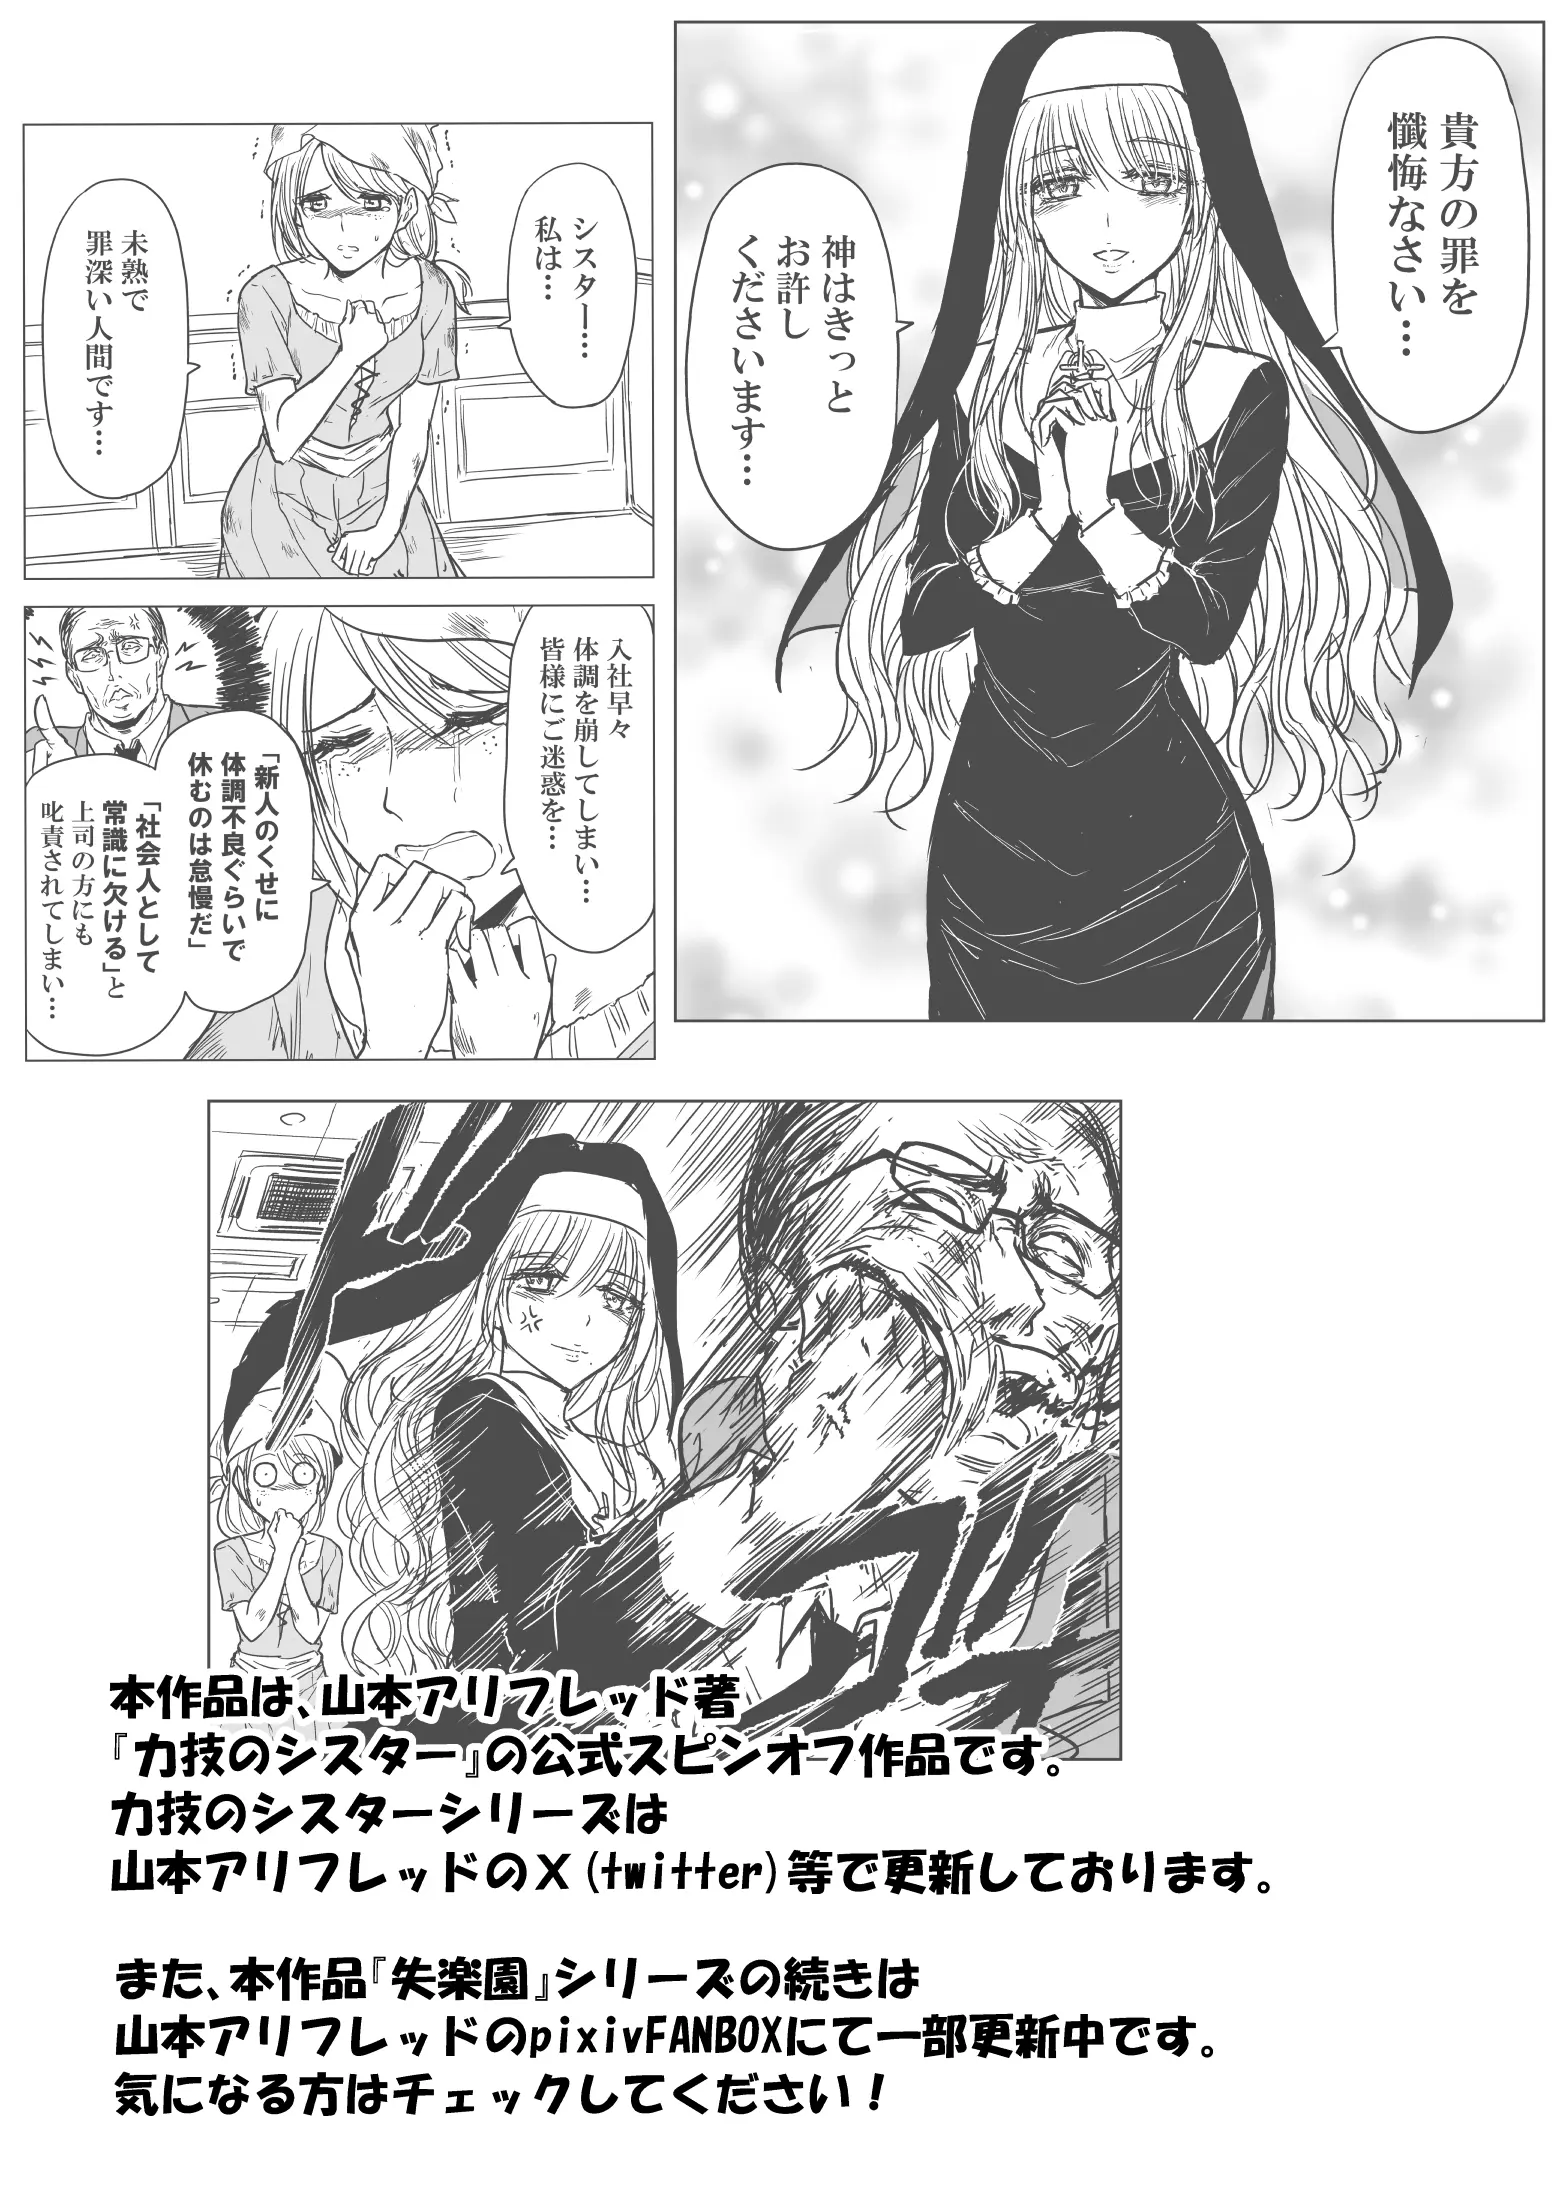 貴方の罪を
懺悔なさい…
神はきっと
お許し
くださいます…
シスター…
私は…
未熟で
罪深い人間です…
入社早々
体調を崩してしまい…
皆様にご迷惑を…
「新人のくせに
体調不良ぐらいで
休むのは怠慢だ」
「社会人として
常識に欠ける」と
上司の方にも
叱責されてしまい…
本作品は、山本アリフレッド著
『力技のシスター』の公式スピンオフ作品です。
力技のシスターシリーズは
山本アリフレッドのX(twitter)等で更新しております。
また、本作品『失楽園』シリーズの続きは
山本アリフレッドのpixivFANBOXにて一部更新中です。
気になる方はチェックしてください！